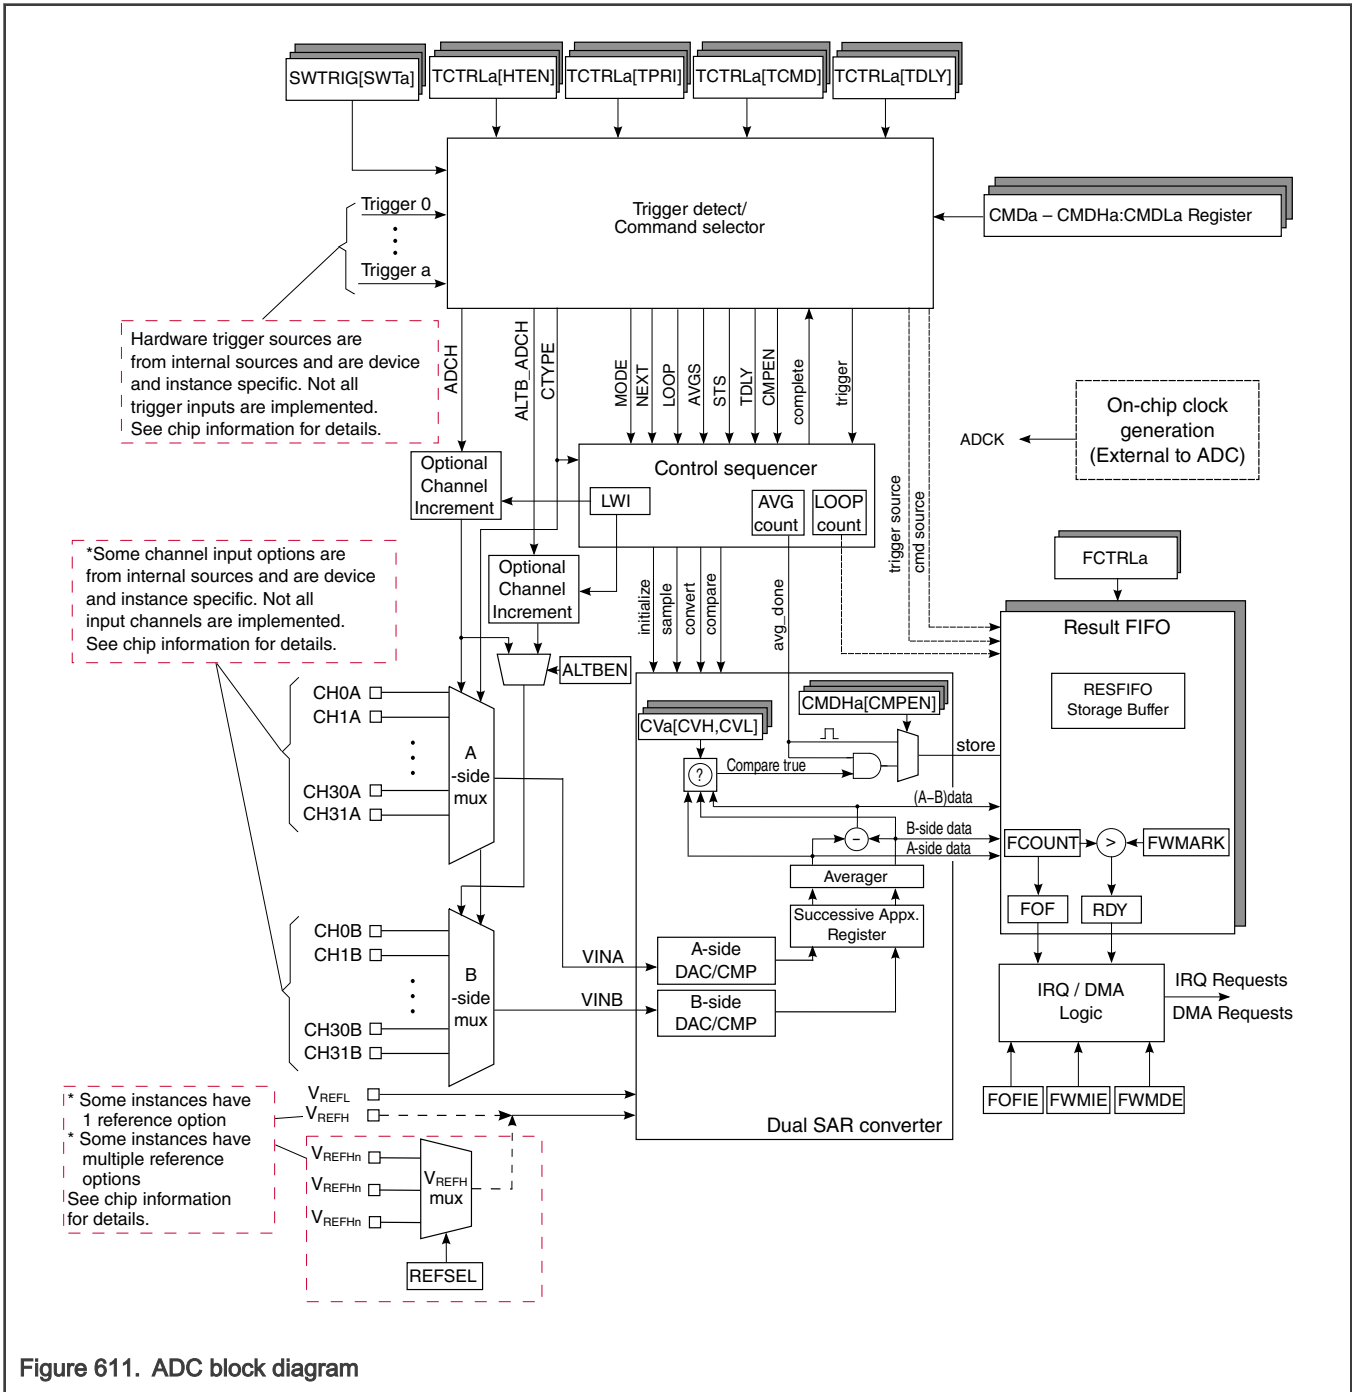 SWTRIG[SWTa]
TCTRLa[HTEN]
TCTRLa[TPRI]
TCTRLa[TCMD]
TCTRLa[TDLY]
Trigger detect/
Command selector
CMDa – CMDHa:CMDLa Register
Trigger 0
Trigger a
Hardware trigger sources are
from internal sources and are device
and instance specific. Not all
trigger inputs are implemented.
See chip information for details.
ADCH
ALTB_ADCH
CTYPE
MODE
NEXT
LOOP
AVGS
STS
TDLY
CMPEN
complete
trigger
trigger source
cmd source
On-chip clock
generation
(External to ADC)
ADCK
Optional
Channel
Increment
Control sequencer
LWI
AVG
count
LOOP
count
*Some channel input options are
from internal sources and are device
and instance specific. Not all
input channels are implemented.
See chip information for details.
Optional
Channel
Increment
initialize
sample
convert
compare
avg_done
FCTRLa
Result FIFO
RESFIFO
Storage Buffer
ALTBEN
CH0A
CH1A
CH30A
CH31A
A
-side
mux
CVa[CVH,CVL]
CMDHa[CMPEN]
store
?
Compare true
(A–B)data
B-side data
A-side data
–
FCOUNT
>
FWMARK
Averager
FOF
RDY
Successive Appx.
Register
CH0B
CH1B
CH30B
CH31B
B
-side
mux
VINA
A-side
DAC/CMP
VINB
B-side
DAC/CMP
IRQ / DMA
Logic
IRQ Requests
DMA Requests
FOFIE
FWMIE
FWMDE
VREFL
VREFH
Dual SAR converter
* Some instances have
1 reference option
* Some instances have
multiple reference
options
See chip information
for details.
VREFHn
VREFHn
VREFHn
VREFH
mux
REFSEL
Figure 611. ADC block diagram